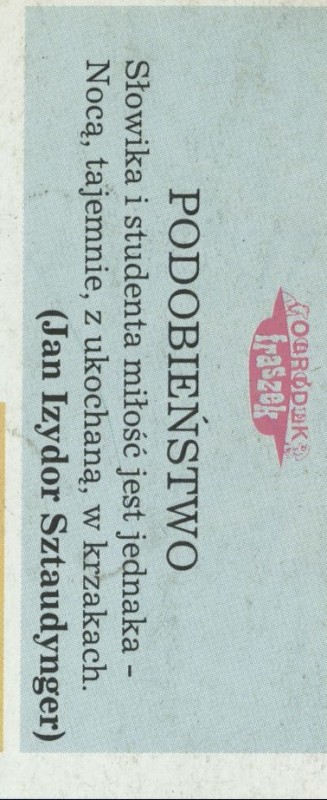 OGRÓDEK
fraszek
PODOBIEŃSTWO
Słowika i studenta miłość jest jednaka -
Nocą, tajemnie, z ukochaną, w krzakach.
(Jan Izydor Sztaudynger)